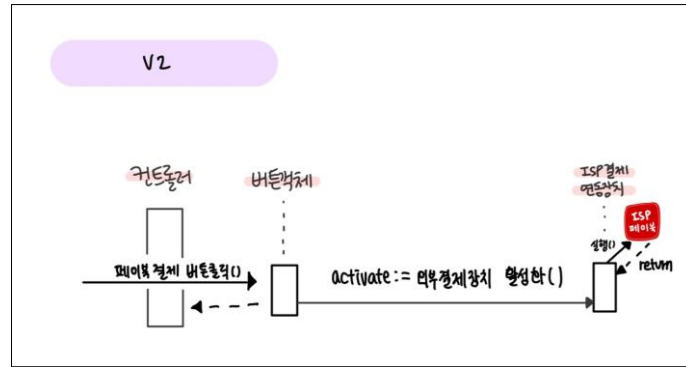 V2
컨트롤러
버튼객체
ISP결제
연동장치
ISP
페이북
실행()
return
페이북 결제 버튼클릭()
activate:= 외부결제장치 활성화()